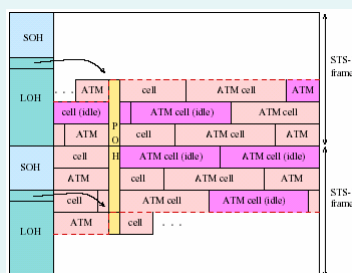 SOH
STS-
frame
. . . ATM cell ATM cell ATM
LOH
cell (idle) ATM cell (idle) ATM cell
P
ATM O cell ATM cell ATM
H
SOH
cell ATM cell (idle) ATM cell (idle)
ATM cell ATM cell ATM
STS-
frame
cell ATM cell ATM cell (idle)
LOH
ATM cell . . .